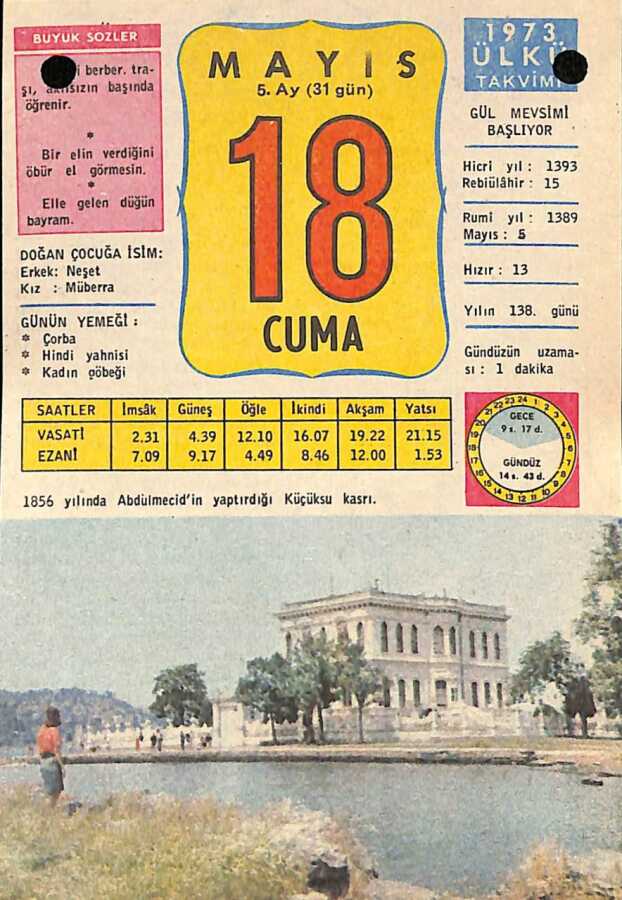 BÜYÜK SÖZLER
i berber. tra-
şı, akılsızın başında
öğrenir.
*
Bir elin verdiğini
öbür el görmesin.
*
Elle gelen düğün
bayram.
DOĞAN ÇOCUĞA İSİM:
Erkek: Neşet
Kız : Müberra
GÜNÜN YEMEĞİ :
* Çorba
* Hindi yahnisi
* Kadın göbeği
MAYIS
5. Ay (31 gün)
18
CUMA
1973
ÜLKÜ
TAKVİMİ
GÜL MEVSİMİ
BAŞLIYOR
Hicri yıl : 1393
Rebiülâhir : 15
Rumi yıl : 1389
Mayıs : 5
Hızır : 13
Yılın 138. günü
Gündüzün uzama-
sı : 1 dakika
SAATLER İmsâk Güneş Öğle İkindi Akşam Yatsı
VASATİ 2.31 4.39 12.10 16.07 19.22 21.15
EZANİ 7.09 9.17 4.49 8.46 12.00 1.53
GECE
9 s. 17 d.
GÜNDÜZ
14 s. 43 d.
1856 yılında Abdülmecid'in yaptırdığı Küçüksu kasrı.